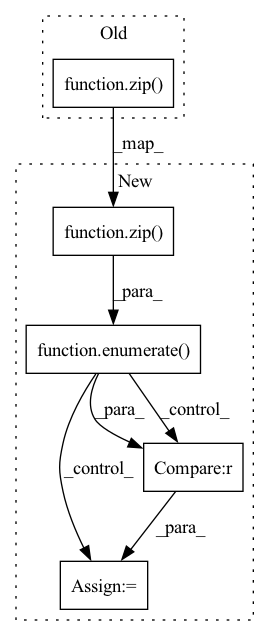 Old
function.zip()
_map_
New
function.zip()
_para_
function.enumerate()
_para_
_control_
_control_
Compare:r
_para_
Assign:=